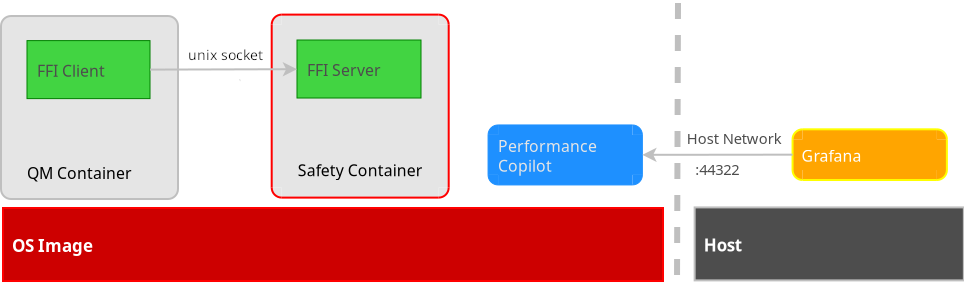 FFI Client
unix socket
FFI Server
QM Container
Safety Container
Performance
Copilot
Host Network
:44322
Grafana
OS Image
Host